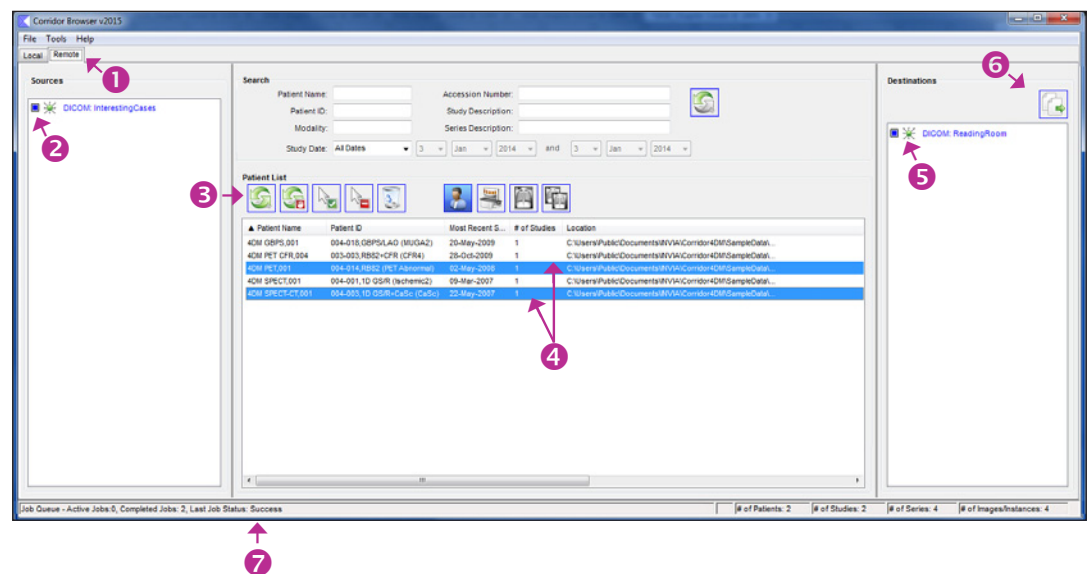 Corridor Browser v2015
File Tools Help
Local Remote
1
6
Sources
Search
Destinations
DICOM: InterestingCases
Patient Name:
Accession Number:
Patient ID:
Study Description:
Modality:
Series Description:
Study Date: All Dates 3 Jan 2014 and 3 Jan 2014
DICOM: ReadingRoom
2
5
Patient List
3
▲ Patient Name Patient ID Most Recent S... # of Studies Location
4DM GBPS,001 004-018,GBPS/LAO (MUGA2) 20-May-2009 1 C:\Users\Public\Documents\INVIA\Corridor4DM\SampleData\...
4DM PET CFR,004 003-003,RB82+CFR (CFR4) 28-Oct-2009 1 C:\Users\Public\Documents\INVIA\Corridor4DM\SampleData\...
4DM PET,001 004-014,RB82 (PET Abnormal) 02-May-2008 1 C:\Users\Public\Documents\INVIA\Corridor4DM\SampleData\...
4DM SPECT,001 004-001,1D GS/R (Ischemic2) 09-Mar-2007 1 C:\Users\Public\Documents\INVIA\Corridor4DM\SampleData\...
4DM SPECT-CT,001 004-003,1D GS/R+CaSc (CaSc) 22-May-2007 1 C:\Users\Public\Documents\INVIA\Corridor4DM\SampleData\...
4
Job Queue - Active Jobs:0, Completed Jobs: 2, Last Job Status: Success
# of Patients: 2 # of Studies: 2 # of Series: 4 # of Images/Instances: 4
7